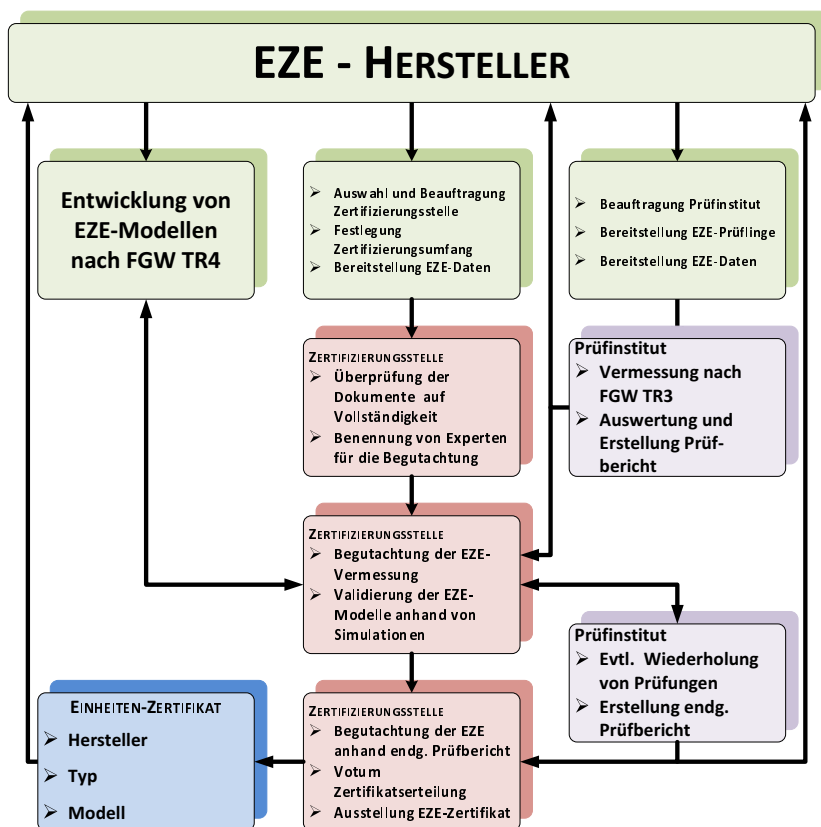 EZE - HERSTELLER
Entwicklung von
EZE-Modellen
nach FGW TR4
➢ Auswahl und Beauftragung
Zertifizierungsstelle
➢ Festlegung
Zertifizierungsumfang
➢ Bereitstellung EZE-Daten
➢ Beauftragung Prüfinstitut
➢ Bereitstellung EZE-Prüflinge
➢ Bereitstellung EZE-Daten
ZERTIFIZIERUNGSSTELLE
➢ Überprüfung der
Dokumente auf
Vollständigkeit
➢ Benennung von Experten
für die Begutachtung
Prüfinstitut
➢ Vermessung nach
FGW TR3
➢ Auswertung und
Erstellung Prüf-
bericht
ZERTIFIZIERUNGSSTELLE
➢ Begutachtung der EZE-
Vermessung
➢ Validierung der EZE-
Modelle anhand von
Simulationen
Prüfinstitut
➢ Evtl. Wiederholung
von Prüfungen
➢ Erstellung endg.
Prüfbericht
EINHEITEN-ZERTIFIKAT
➢ Hersteller
➢ Typ
➢ Modell
ZERTIFIZIERUNGSSTELLE
➢ Begutachtung der EZE
anhand endg. Prüfbericht
➢ Votum
Zertifikatserteilung
➢ Ausstellung EZE-Zertifikat